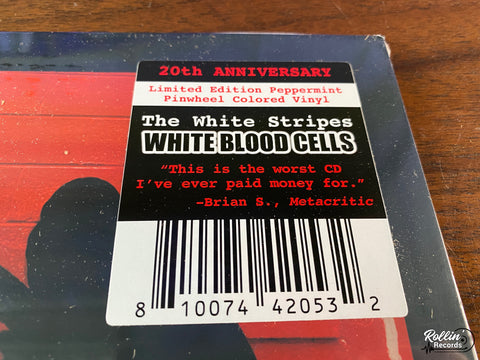 20th ANNIVERSARY
Limited Edition Peppermint
Pinwheel Colored Vinyl
The White Stripes
WHITE BLOOD CELLS
“This is the worst CD
I’ve ever paid money for.”
–Brian S., Metacritic
8 10074 42053 2
Rollin'
Records